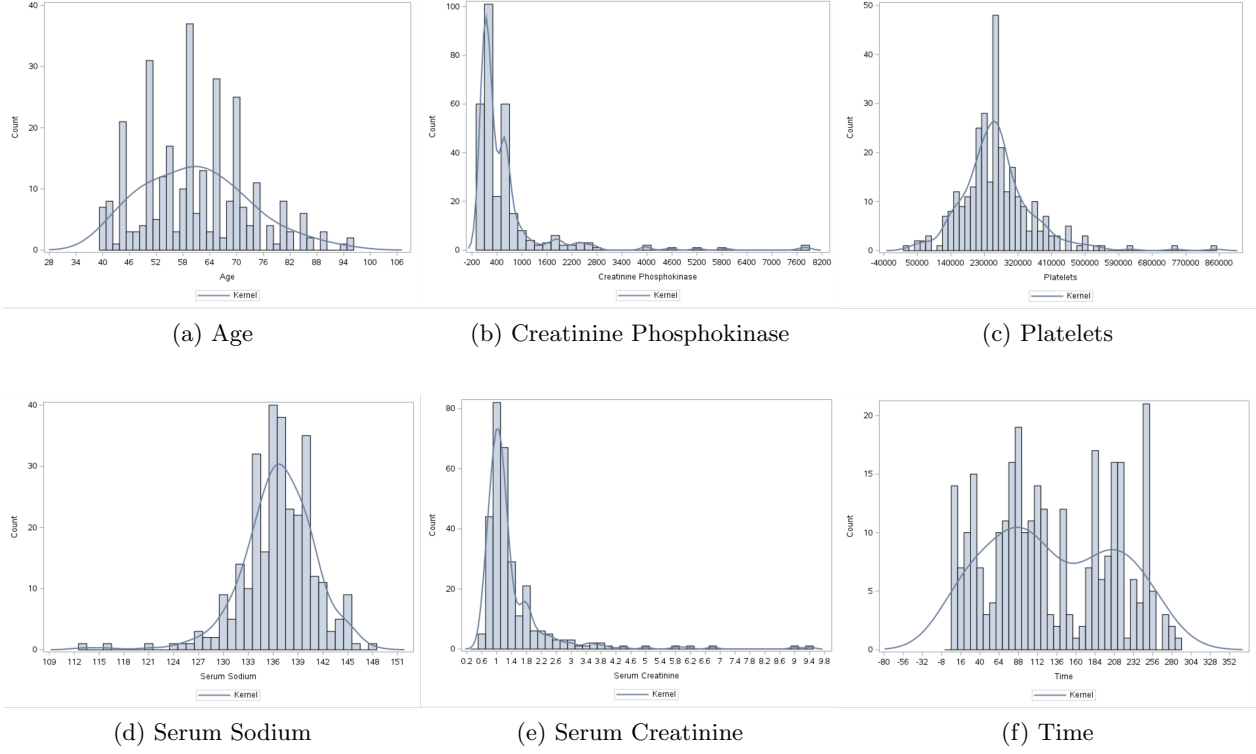 40
30
20
10
0
Count
28 34 40 46 52 58 64 70 76 82 88 94 100 106
Age
Kernel
(a) Age
100
80
60
40
20
0
Count
-200 400 1000 1600 2200 2800 3400 4000 4600 5200 5800 6400 7000 7600 8200
Creatinine Phosphokinase
Kernel
(b) Creatinine Phosphokinase
50
40
30
20
10
0
Count
-40000 50000 140000 230000 320000 410000 500000 590000 680000 770000 860000
Platelets
Kernel
(c) Platelets
40
30
20
10
0
Count
109 112 115 118 121 124 127 130 133 136 139 142 145 148 151
Serum Sodium
Kernel
(d) Serum Sodium
80
60
40
20
0
Count
0.2 0.6 1 1.4 1.8 2.2 2.6 3 3.4 3.8 4.2 4.6 5 5.4 5.8 6.2 6.6 7 7.4 7.8 8.2 8.6 9 9.4 9.8
Serum Creatinine
Kernel
(e) Serum Creatinine
20
15
10
5
0
Count
-80 -56 -32 -8 16 40 64 88 112 136 160 184 208 232 256 280 304 328 352
Time
Kernel
(f) Time